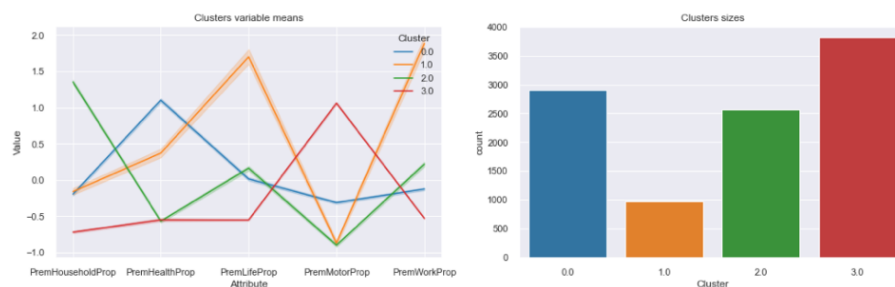 Clusters variable means
2.0
1.5
1.0
0.5
0.0
−0.5
−1.0
Value
Cluster
0.0
1.0
2.0
3.0
PremHouseholdProp PremHealthProp PremLifeProp PremMotorProp PremWorkProp
Attribute
Clusters sizes
4000
3500
3000
2500
2000
1500
1000
500
0
count
0.0 1.0 2.0 3.0
Cluster